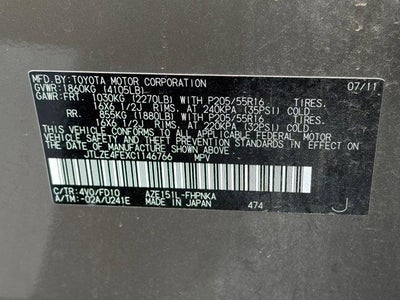 MFD.BY:TOYOTA MOTOR CORPORATION 07/11
GVWR:1860KG (4105LB)
GAWR:FRT. 1030KG (2270LB) WITH P205/55R16 TIRES.
16X6 1/2J RIMS. AT 240KPA (35PSI) COLD.
RR. 855KG (1880LB) WITH P205/55R16 TIRES.
16X6 1/2J RIMS. AT 220KPA (32PSI) COLD.
THIS VEHICLE CONFORMS TO ALL APPLICABLE FEDERAL MOTOR
VEHICLE SAFETY, BUMPER, AND THEFT PREVENTION STANDARDS
IN EFFECT ON THE DATE OF MANUFACTURE SHOWN ABOVE.
JTLZE4FEXC1146766 MPV
C/TR:4V0/FD10 AZE151L-FHPNKA
A/TM:-02A/U241E MADE IN JAPAN 474 J